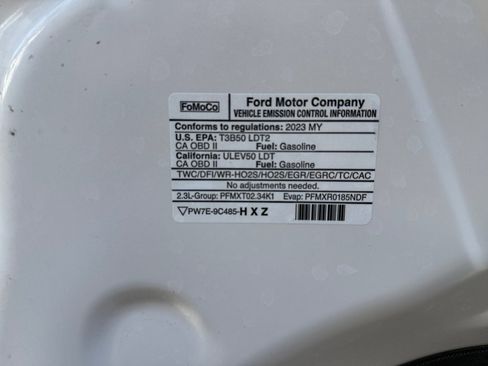 FoMoCo
Ford Motor Company
VEHICLE EMISSION CONTROL INFORMATION
Conforms to regulations: 2023 MY
U.S. EPA: T3B50 LDT2
CA OBD II Fuel: Gasoline
California: ULEV50 LDT
CA OBD II Fuel: Gasoline
TWC/DFI/WR-HO2S/HO2S/EGR/EGRC/TC/CAC
No adjustments needed.
2.3L-Group: PFMXT02.34K1 Evap: PFMXR0185NDF
PW7E-9C485-HXZ